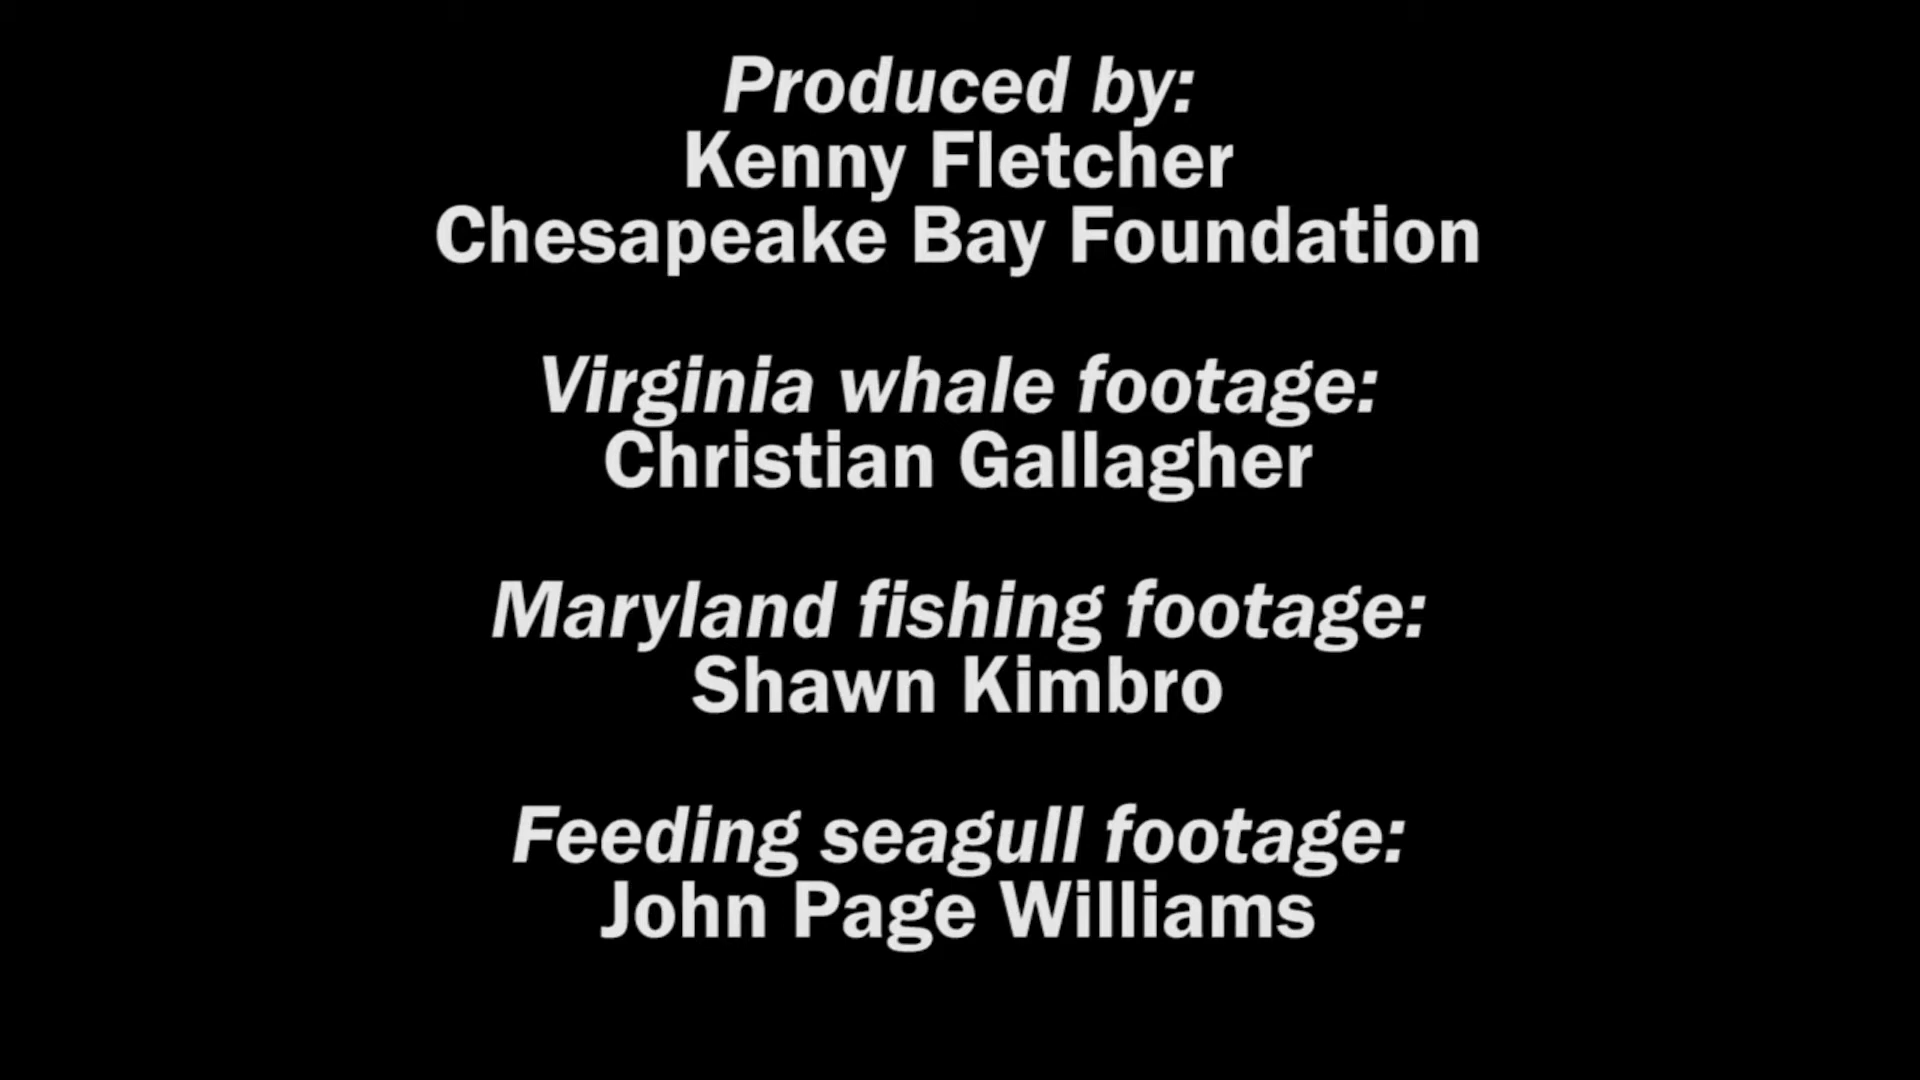 Produced by:
Kenny Fletcher
Chesapeake Bay Foundation
Virginia whale footage:
Christian Gallagher
Maryland fishing footage:
Shawn Kimbro
Feeding seagull footage:
John Page Williams